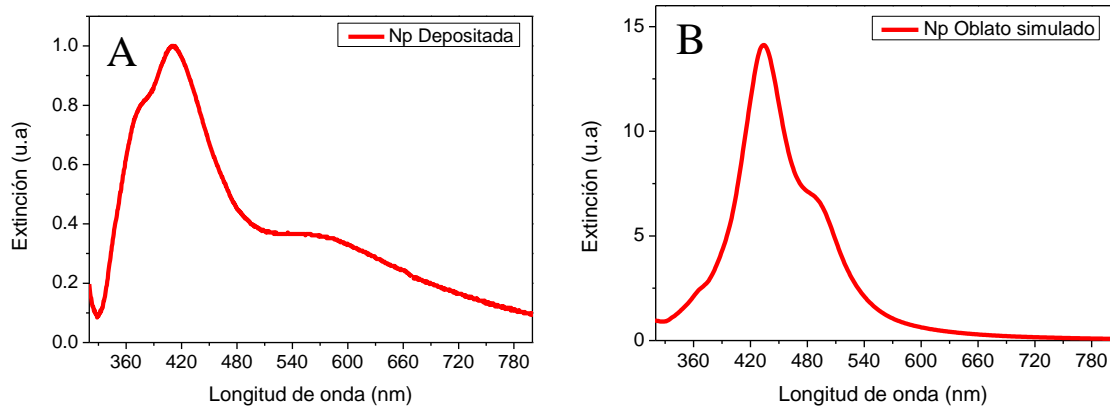 A
Np Depositada
Extinción (u.a)
1.0
0.8
0.6
0.4
0.2
0.0
360 420 480 540 600 660 720 780
Longitud de onda (nm)
B
Np Oblato simulado
Extinción (u.a)
15
10
5
0
360 420 480 540 600 660 720 780
Longitud de onda (nm)